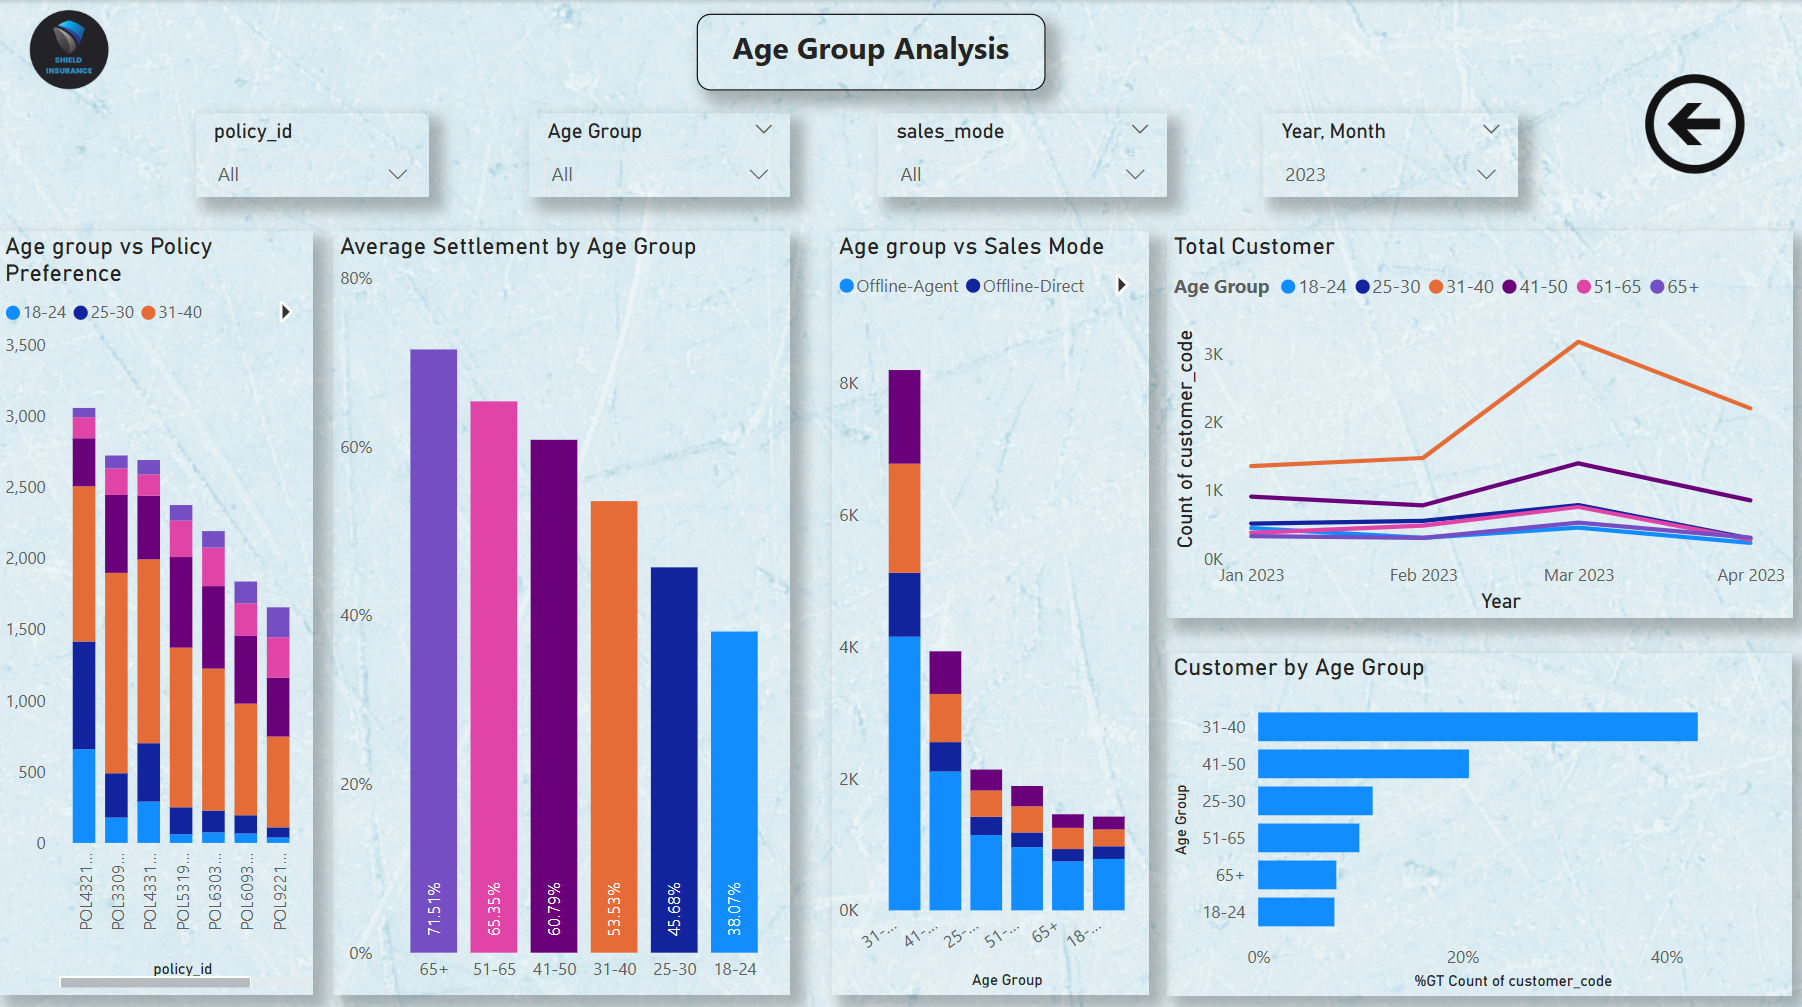 SHIELD
INSURANCE
Age Group Analysis
policy_id
All
Age Group
All
sales_mode
All
Year, Month
2023
Age group vs Policy
Preference
18-24 25-30 31-40
3,500
3,000
2,500
2,000
1,500
1,000
500
0
POL4321...
POL3309...
POL4331...
POL5319...
POL6303...
POL6093...
POL9221...
policy_id
Average Settlement by Age Group
80%
60%
40%
20%
0%
71.51%
65.35%
60.79%
53.53%
45.68%
38.07%
65+ 51-65 41-50 31-40 25-30 18-24
Age group vs Sales Mode
Offline-Agent Offline-Direct
8K
6K
4K
2K
0K
31-...
41-...
25-...
51-...
65+
18-...
Age Group
Total Customer
Age Group 18-24 25-30 31-40 41-50 51-65 65+
Count of customer_code
3K
2K
1K
0K
Jan 2023 Feb 2023 Mar 2023 Apr 2023
Year
Customer by Age Group
Age Group
31-40
41-50
25-30
51-65
65+
18-24
0% 20% 40%
%GT Count of customer_code